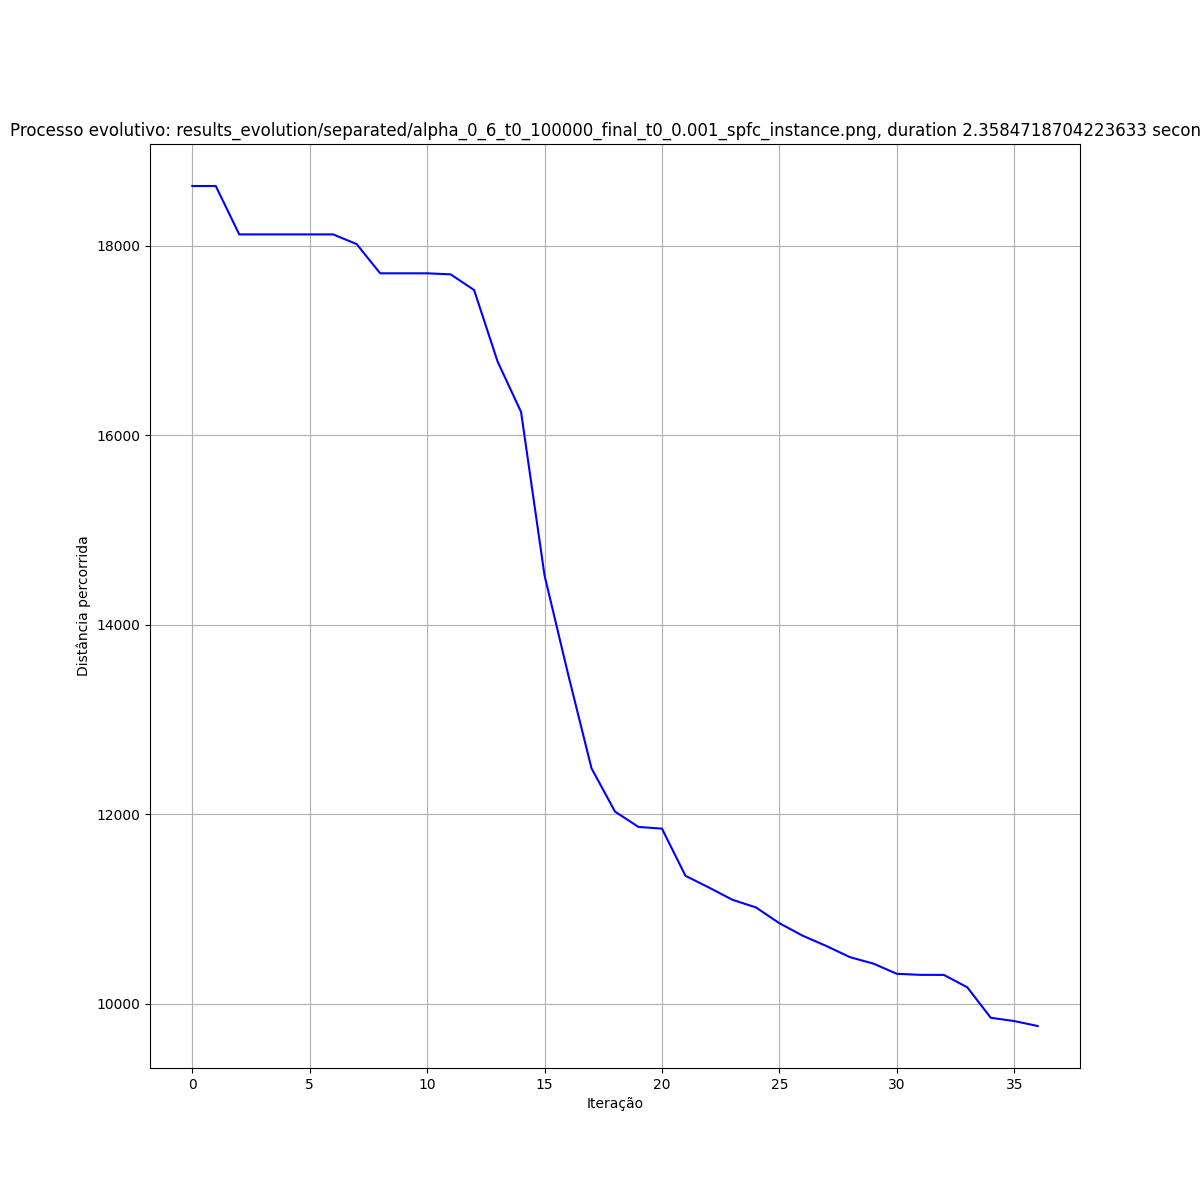 Processo evolutivo: results_evolution/separated/alpha_0_6_t0_100000_final_t0_0.001_spfc_instance.png, duration 2.3584718704223633 secon
18000
16000
14000
12000
10000
Distância percorrida
0 5 10 15 20 25 30 35
Iteração